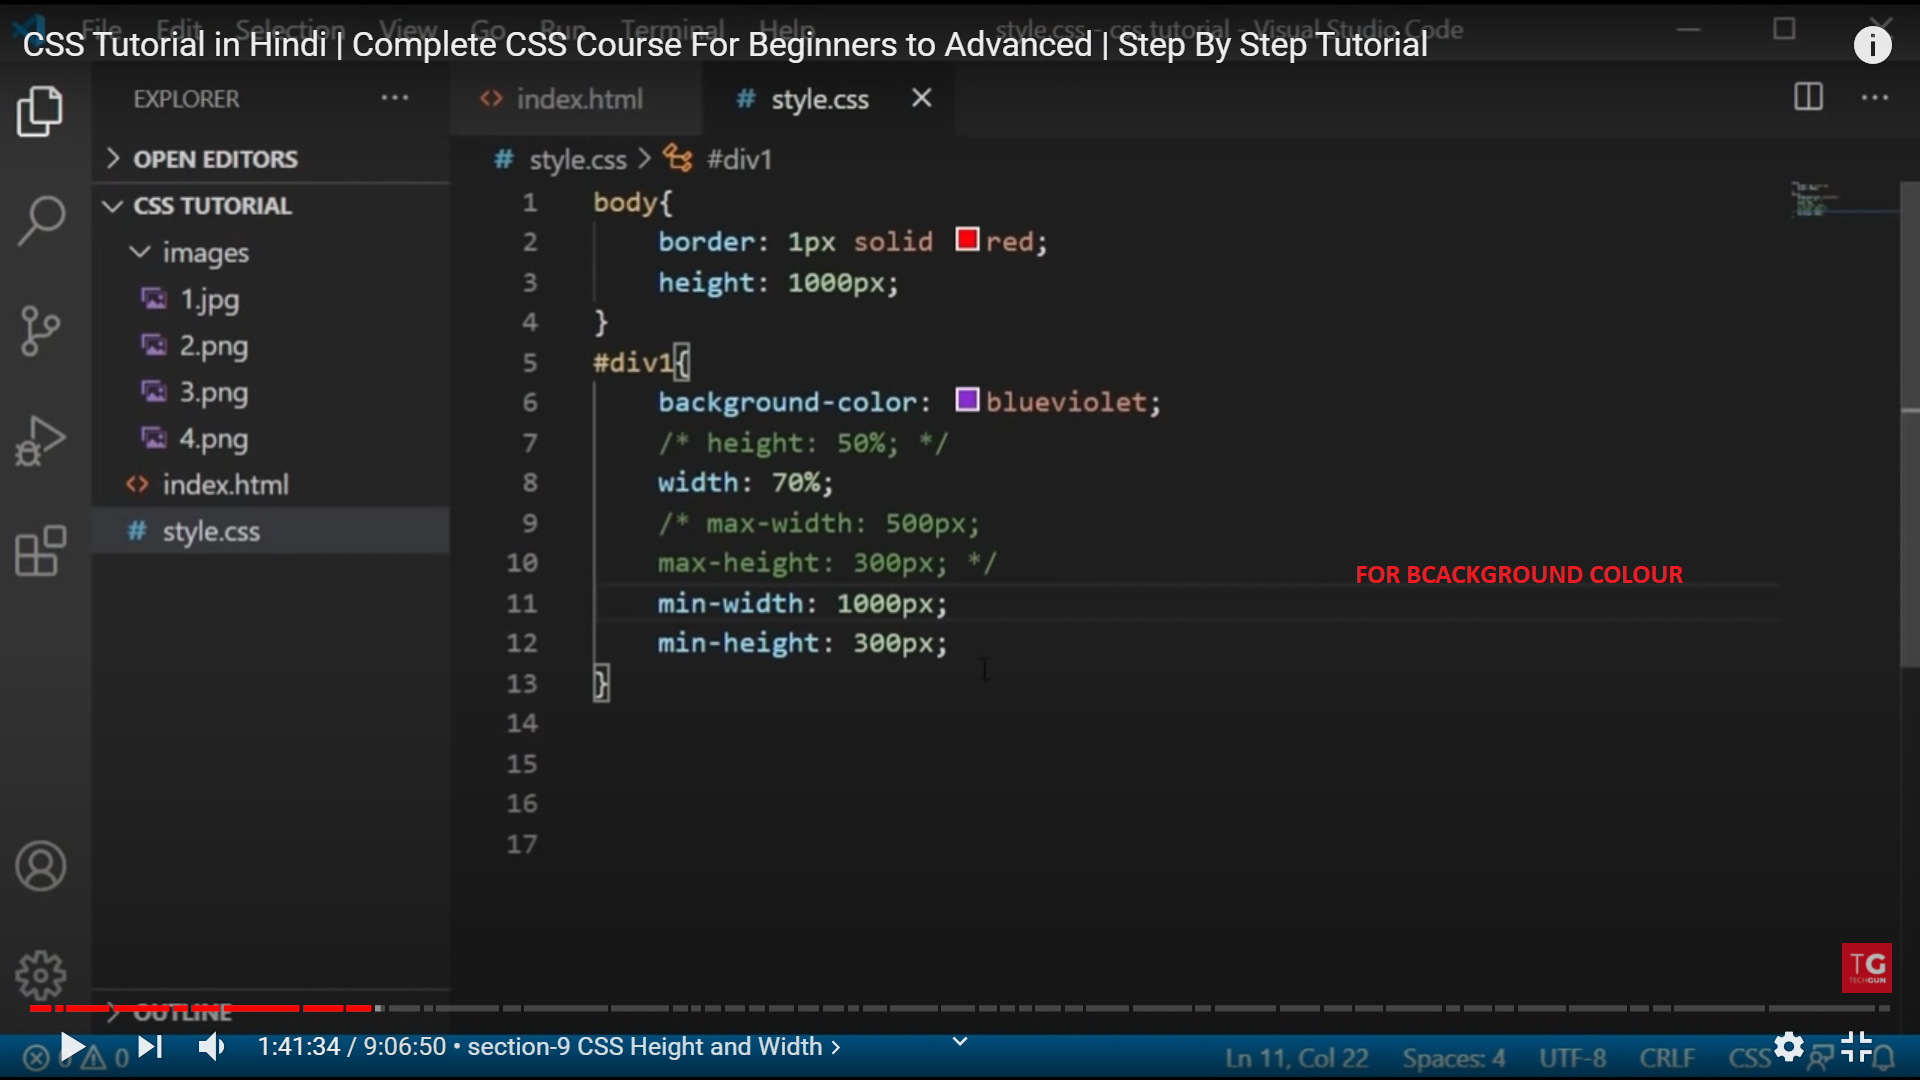 File Edit Selection View Go Run Terminal Help style.css - css tutorial - Visual Studio Code
CSS Tutorial in Hindi | Complete CSS Course For Beginners to Advanced | Step By Step Tutorial
EXPLORER
index.html
# style.css
OPEN EDITORS
# style.css > #div1
CSS TUTORIAL
images
1.jpg
2.png
3.png
4.png
index.html
# style.css
1 body{
2 border: 1px solid red;
3 height: 1000px;
4 }
5 #div1{
6 background-color: blueviolet;
7 /* height: 50%; */
8 width: 70%;
9 /* max-width: 500px;
10 max-height: 300px; */
11 min-width: 1000px;
12 min-height: 300px;
13 }
14
15
16
17
FOR BCACKGROUND COLOUR
TG
TECHGUN
OUTLINE
1:41:34 / 9:06:50 • section-9 CSS Height and Width >
0 Ln 11, Col 22 Spaces: 4 UTF-8 CRLF CSS